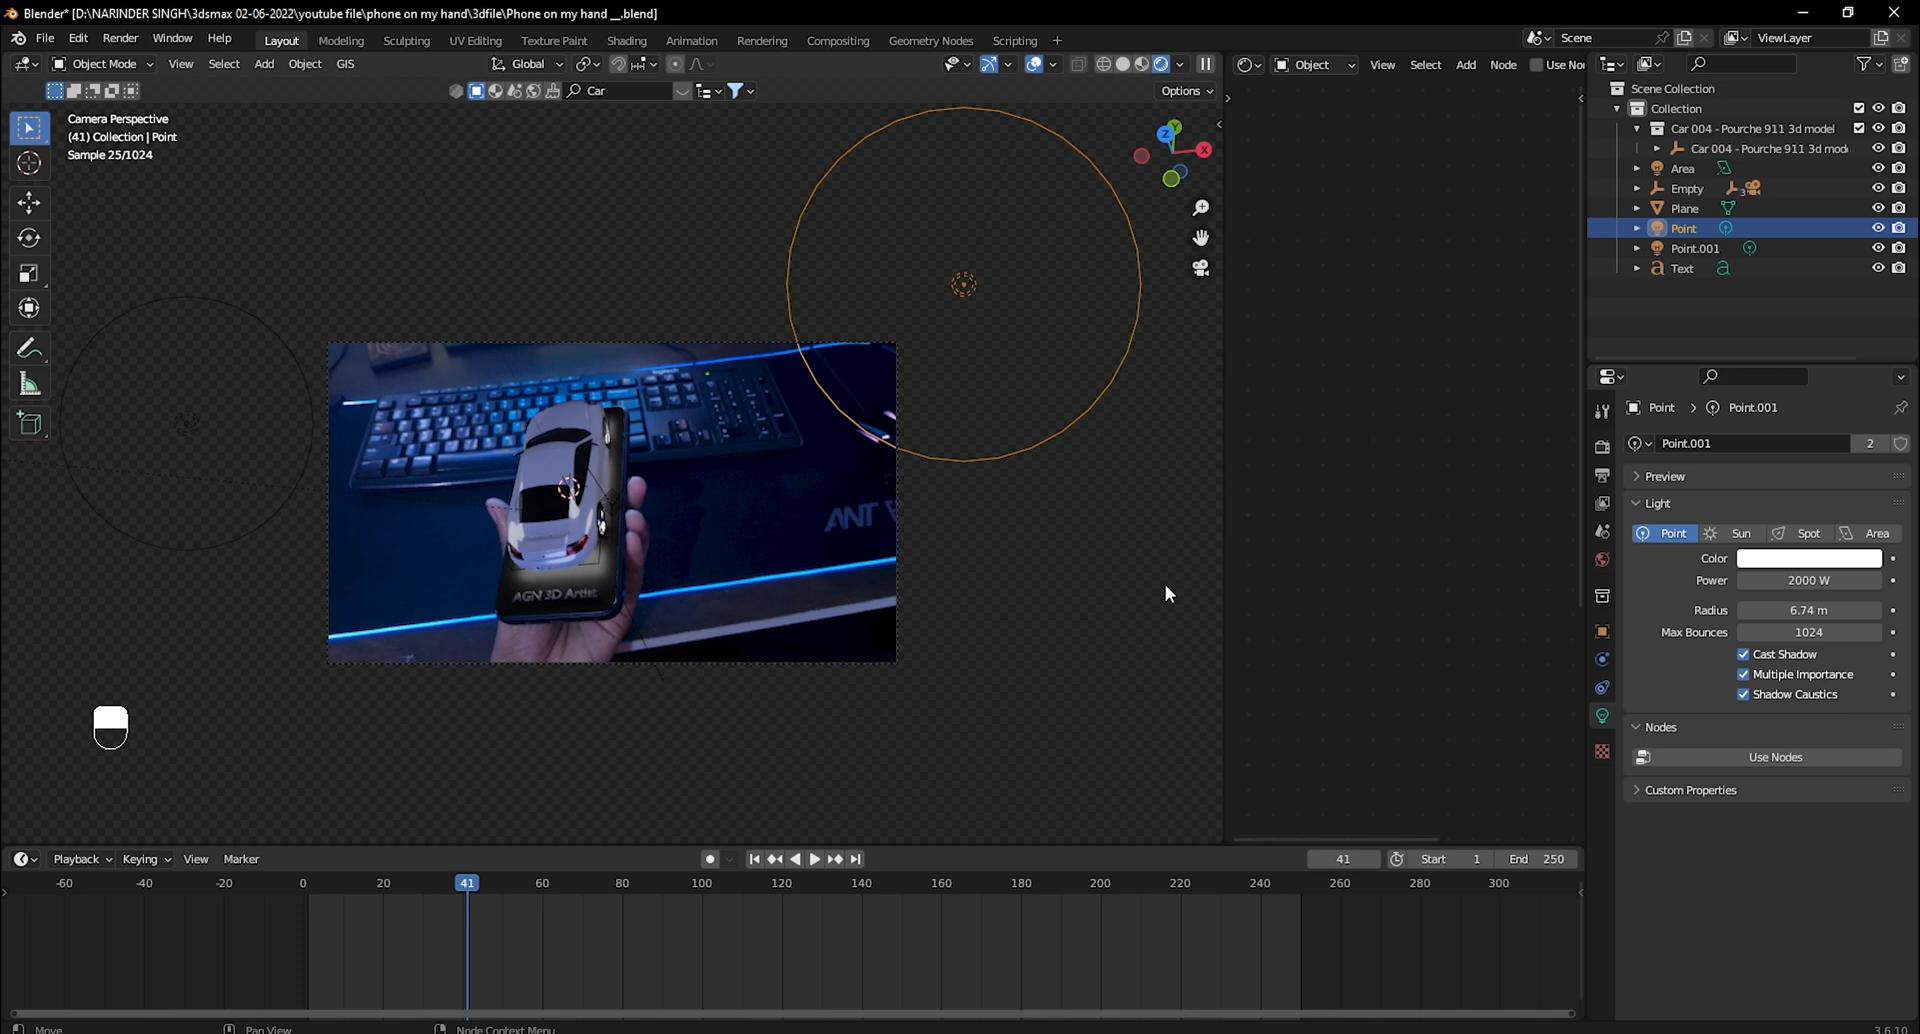 Blender* [D:\NARINDER SINGH\3dsmax 02-06-2022\youtube file\phone on my hand\3dfile\Phone on my hand __.blend]
File Edit Render Window Help Layout Modeling Sculpting UV Editing Texture Paint Shading Animation Rendering Compositing Geometry Nodes Scripting + Scene ViewLayer
Object Mode View Select Add Object GIS Global Object View Select Add Node Use No
Car Options
Scene Collection
Collection
Car 004 - Pourche 911 3d model
Car 004 - Pourche 911 3d mod
Area
Empty 3
Plane
Point
Point.001
Text
Camera Perspective
(41) Collection | Point
Sample 25/1024
Y
Z
X
logitech
ANT
AGN 3D Artist
Point > Point.001
Point.001 2
Preview
Light
Point Sun Spot Area
Color
Power 2000 W
Radius 6.74 m
Max Bounces 1024
Cast Shadow
Multiple Importance
Shadow Caustics
Nodes
Use Nodes
Custom Properties
Playback Keying View Marker 41 Start 1 End 250
-60 -40 -20 0 20 41 60 80 100 120 140 160 180 200 220 240 260 280 300
Move Pan View Node Context Menu 3.6.10